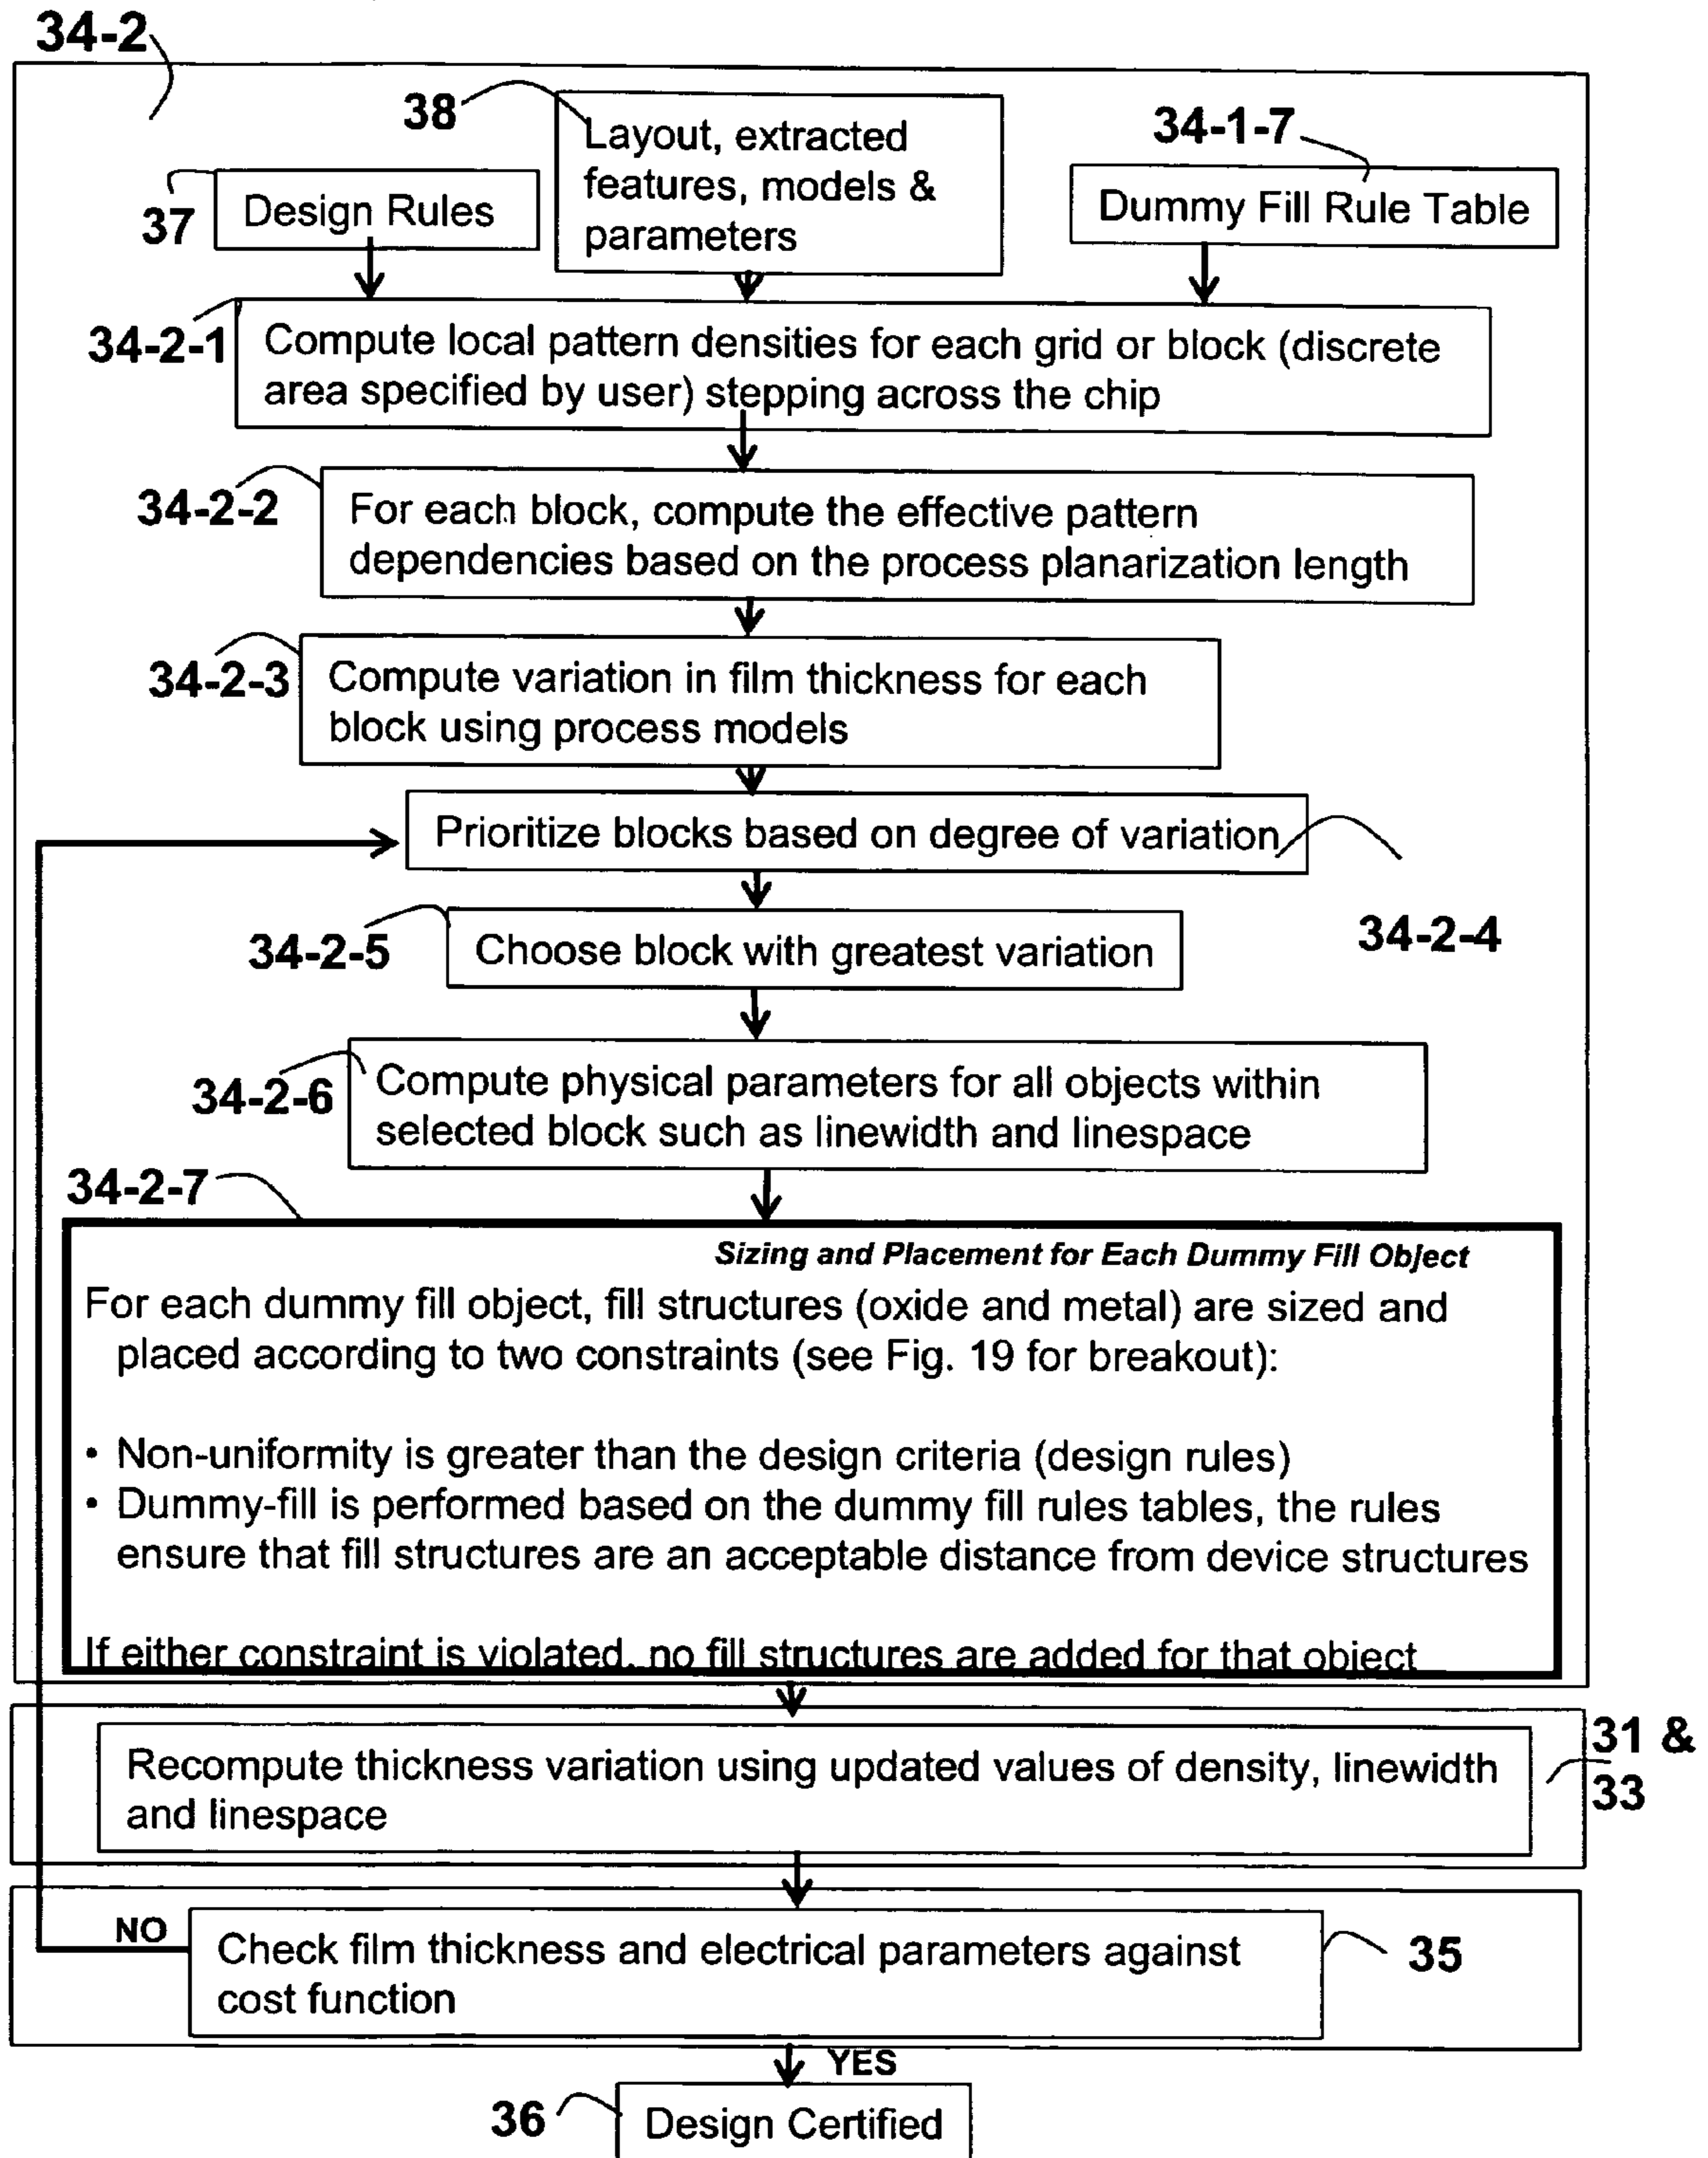 34-2
38
Layout, extracted
features, models &
parameters
34-1-7
37
Design Rules
Dummy Fill Rule Table
34-2-1
Compute local pattern densities for each grid or block (discrete
area specified by user) stepping across the chip
34-2-2
For each block, compute the effective pattern
dependencies based on the process planarization length
34-2-3
Compute variation in film thickness for each
block using process models
Prioritize blocks based on degree of variation
34-2-4
34-2-5
Choose block with greatest variation
34-2-6
Compute physical parameters for all objects within
selected block such as linewidth and linespace
34-2-7
Sizing and Placement for Each Dummy Fill Object
For each dummy fill object, fill structures (oxide and metal) are sized and
placed according to two constraints (see Fig. 19 for breakout):
• Non-uniformity is greater than the design criteria (design rules)
• Dummy-fill is performed based on the dummy fill rules tables, the rules
ensure that fill structures are an acceptable distance from device structures
If either constraint is violated, no fill structures are added for that object
31 &
33
Recompute thickness variation using updated values of density, linewidth
and linespace
NO
Check film thickness and electrical parameters against
cost function
35
YES
36
Design Certified